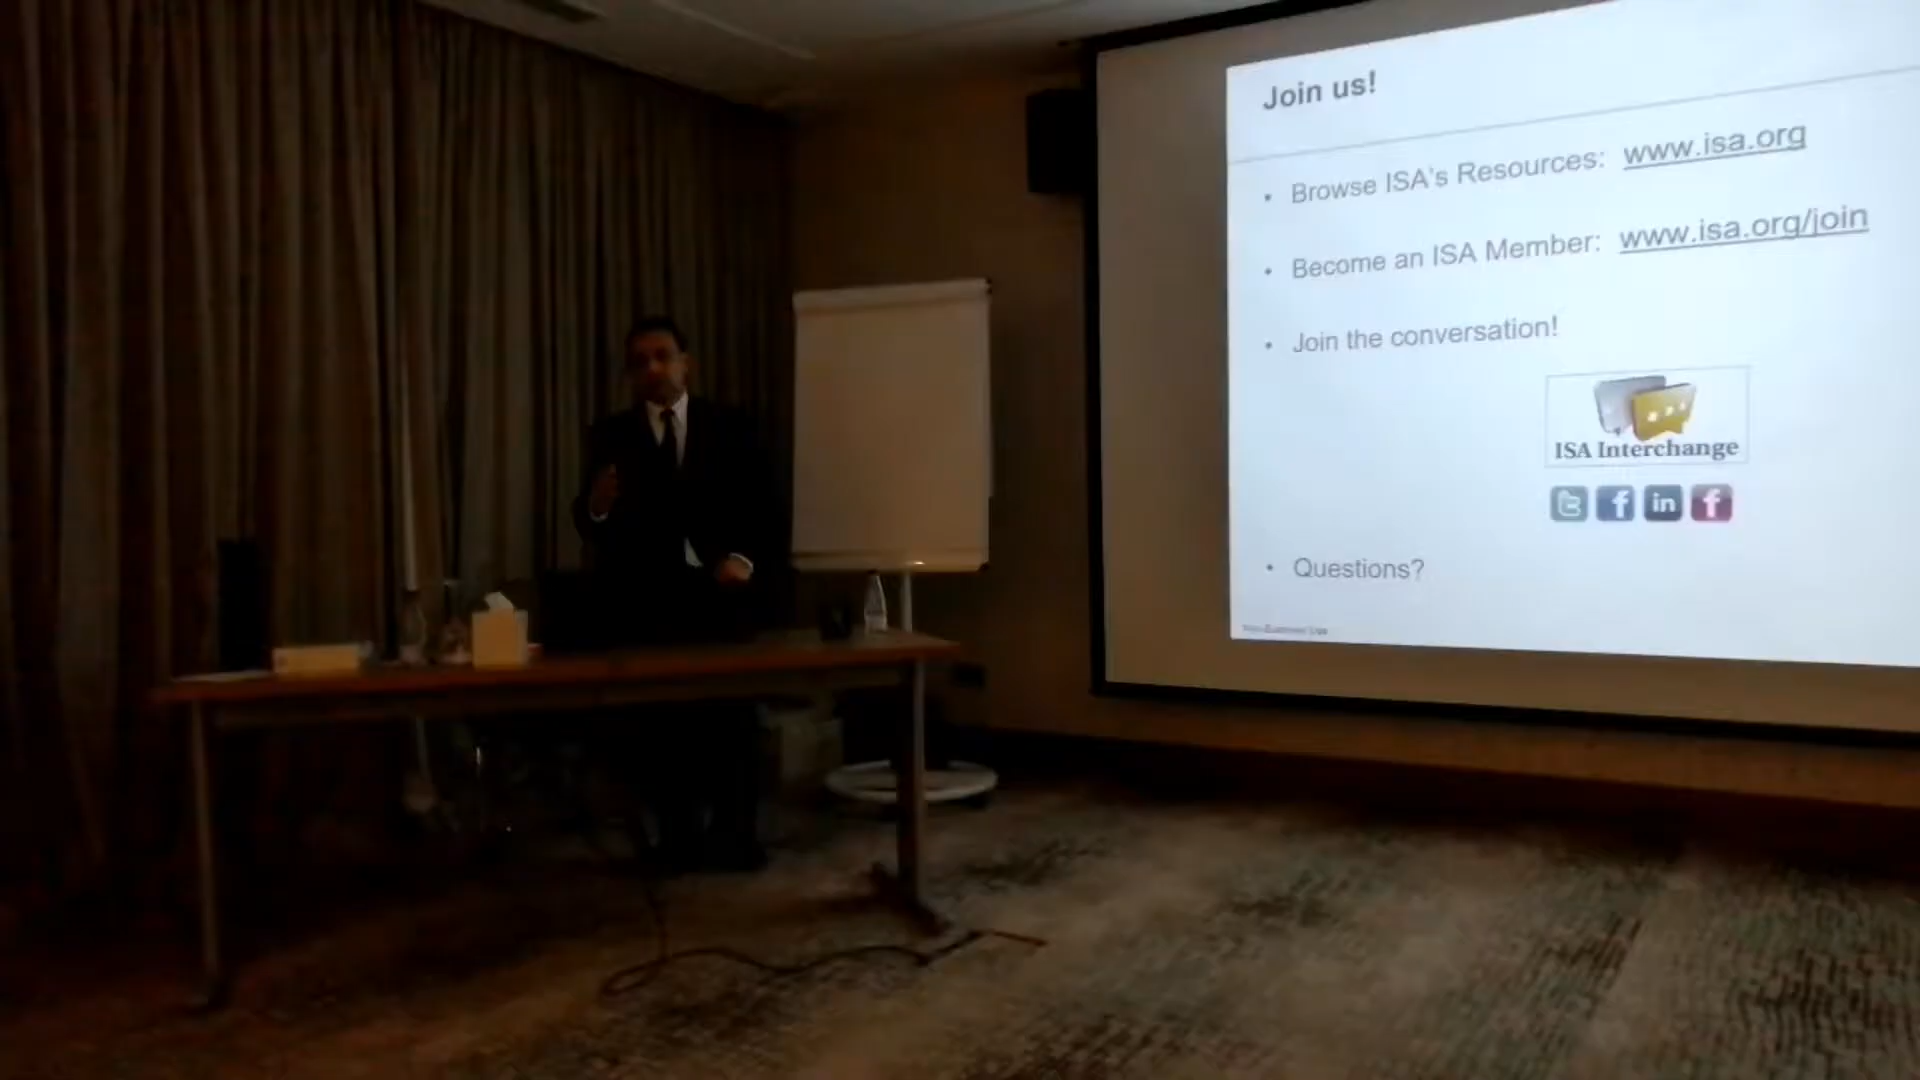 Join us!
• Browse ISA's Resources: www.isa.org
• Become an ISA Member: www.isa.org/join
• Join the conversation!
ISA Interchange
• Questions?